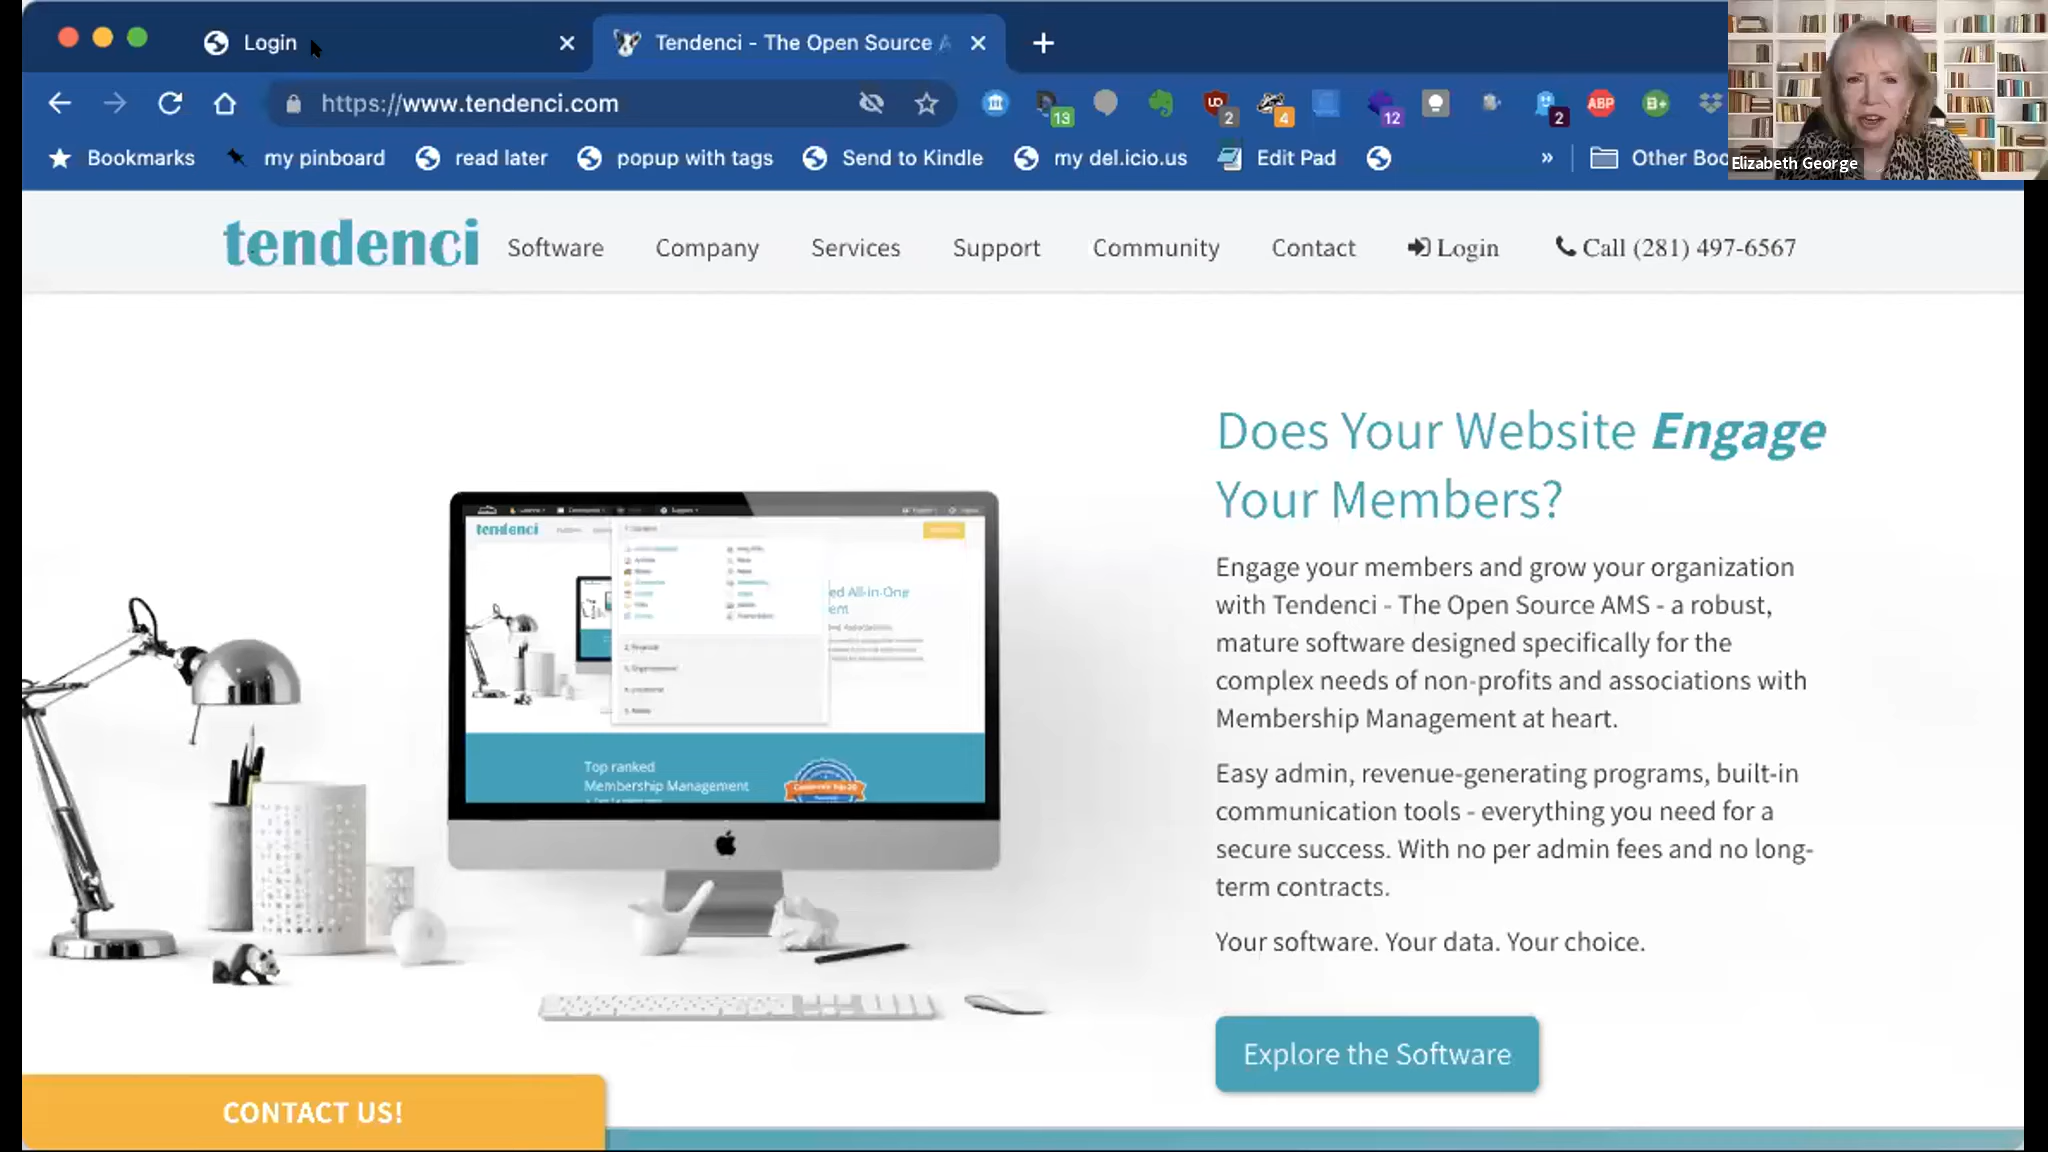 Login
Tendenci - The Open Source A
https://www.tendenci.com
13
UD
2
4
12
2
ABP
B+
Bookmarks
my pinboard
read later
popup with tags
Send to Kindle
my del.icio.us
Edit Pad
»
Other Boo
Elizabeth George
tendenci
Software
Company
Services
Support
Community
Contact
Login
Call (281) 497-6567
Does Your Website Engage
Your Members?
Engage your members and grow your organization
with Tendenci - The Open Source AMS - a robust,
mature software designed specifically for the
complex needs of non-profits and associations with
Membership Management at heart.
Easy admin, revenue-generating programs, built-in
communication tools - everything you need for a
secure success. With no per admin fees and no long-
term contracts.
Your software. Your data. Your choice.
Explore the Software
tendenci
ed All-in-One
ent
Top ranked
Membership Management
CONTACT US!